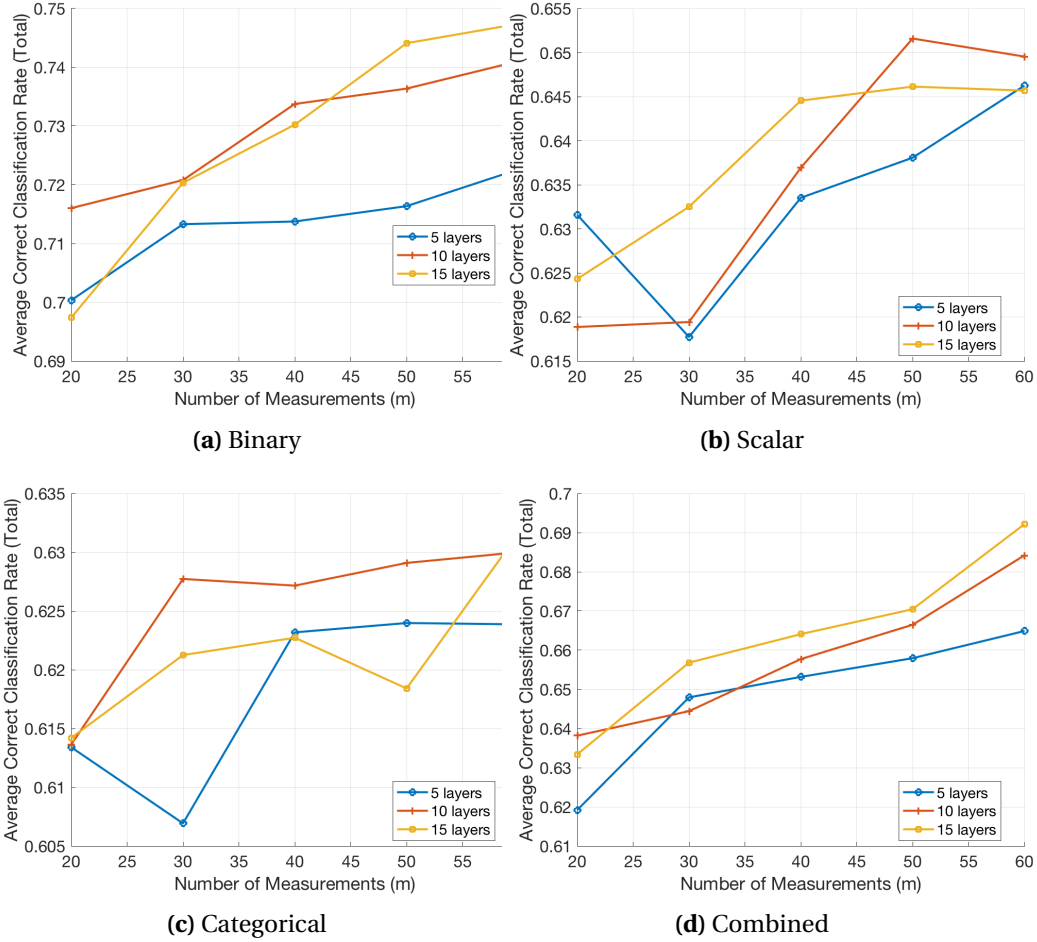 0.75
0.74
0.73
0.72
0.71
0.7
0.69
Average Correct Classification Rate (Total)
20 25 30 35 40 45 50 55
Number of Measurements (m)
5 layers
10 layers
15 layers
(a) Binary
0.655
0.65
0.645
0.64
0.635
0.63
0.625
0.62
0.615
Average Correct Classification Rate (Total)
20 25 30 35 40 45 50 55 60
Number of Measurements (m)
5 layers
10 layers
15 layers
(b) Scalar
0.635
0.63
0.625
0.62
0.615
0.61
0.605
Average Correct Classification Rate (Total)
20 25 30 35 40 45 50 55
Number of Measurements (m)
5 layers
10 layers
15 layers
(c) Categorical
0.7
0.69
0.68
0.67
0.66
0.65
0.64
0.63
0.62
0.61
Average Correct Classification Rate (Total)
20 25 30 35 40 45 50 55 60
Number of Measurements (m)
5 layers
10 layers
15 layers
(d) Combined